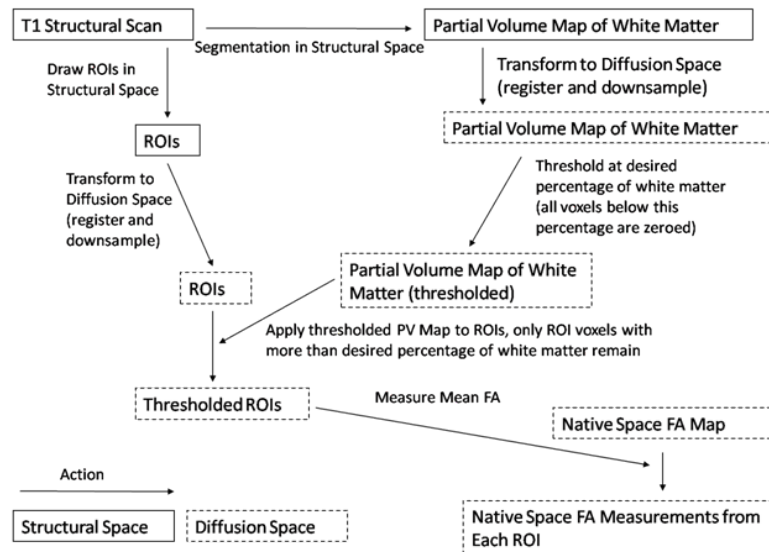 T1 Structural Scan
Segmentation in Structural Space
Partial Volume Map of White Matter
Draw ROIs in
Structural Space
Transform to Diffusion Space
(register and downsample)
ROIs
Partial Volume Map of White Matter
Transform to
Diffusion Space
(register and
downsample)
Threshold at desired
percentage of white matter
(all voxels below this
percentage are zeroed)
ROIs
Partial Volume Map of White
Matter (thresholded)
Apply thresholded PV Map to ROIs, only ROI voxels with
more than desired percentage of white matter remain
Thresholded ROIs
Measure Mean FA
Native Space FA Map
Action
Structural Space
Diffusion Space
Native Space FA Measurements from
Each ROI